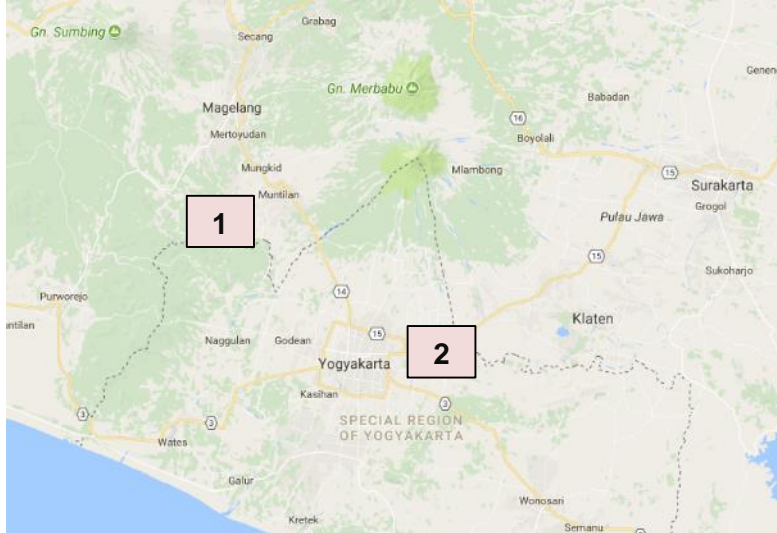 Grabag
Gn. Sumbing
Secang
Genen
Gn. Merbabu
Babadan
Magelang
16
Mertoyudan
Boyolali
Mungkid
Mlambong
15
Surakarta
Muntilan
1
Grogol
Pulau Jawa
15
Sukoharjo
14
Purworejo
Klaten
untilan
15
Naggulan
Godean
2
Yogyakarta
Kasihan
3
3
3
SPECIAL REGION
OF YOGYAKARTA
Wates
Galur
Wonosari
Kretek
Semanu
3